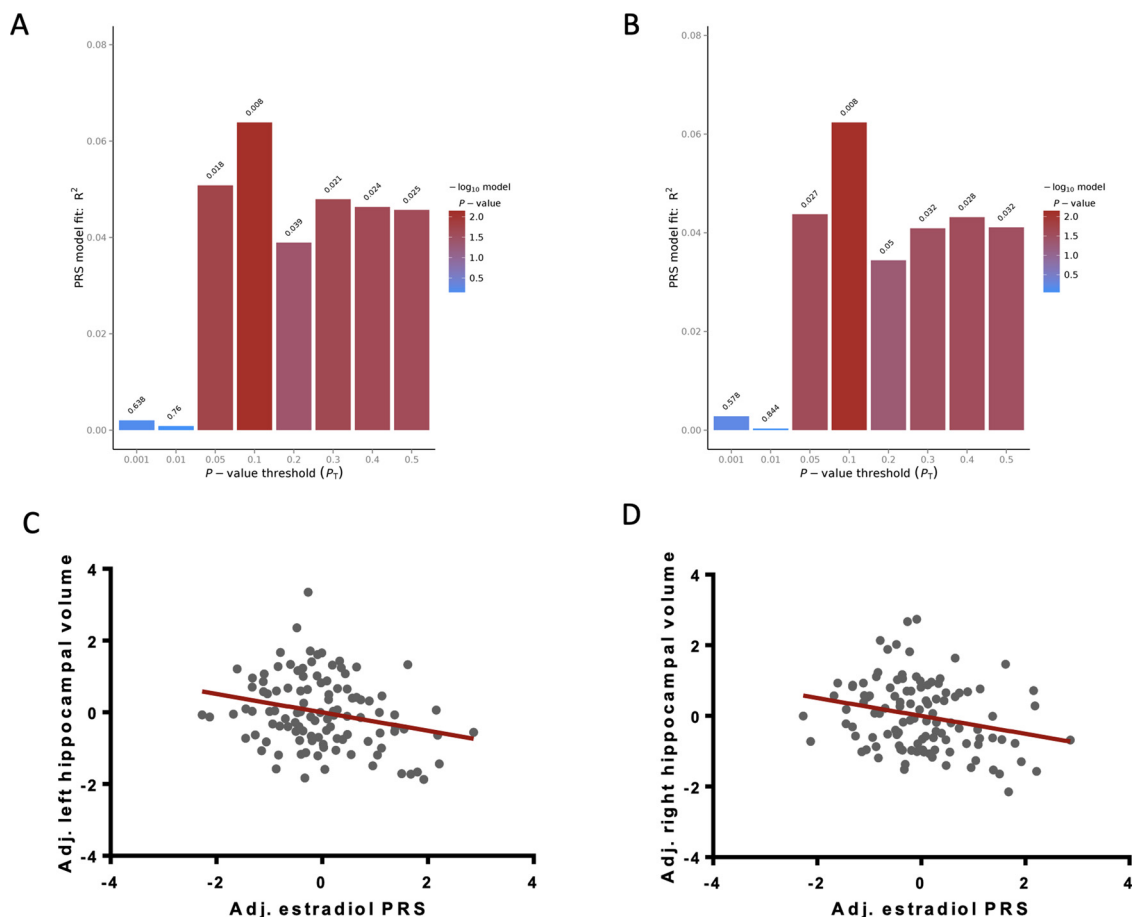 A
0.08
0.06
0.04
0.02
0.00
PRS model fit: R²
0.638
0.76
0.018
0.008
0.039
0.021
0.024
0.025
0.001 0.01 0.05 0.1 0.2 0.3 0.4 0.5
P − value threshold (P_T)
− log₁₀ model
P − value
2.0
1.5
1.0
0.5
B
0.08
0.06
0.04
0.02
0.00
PRS model fit: R²
0.578
0.844
0.027
0.008
0.05
0.032
0.028
0.032
0.001 0.01 0.05 0.1 0.2 0.3 0.4 0.5
P − value threshold (P_T)
− log₁₀ model
P − value
2.0
1.5
1.0
0.5
C
Adj. left hippocampal volume
4
2
0
-2
-4
-4 -2 0 2 4
Adj. estradiol PRS
D
Adj. right hippocampal volume
4
2
0
-2
-4
-4 -2 0 2 4
Adj. estradiol PRS